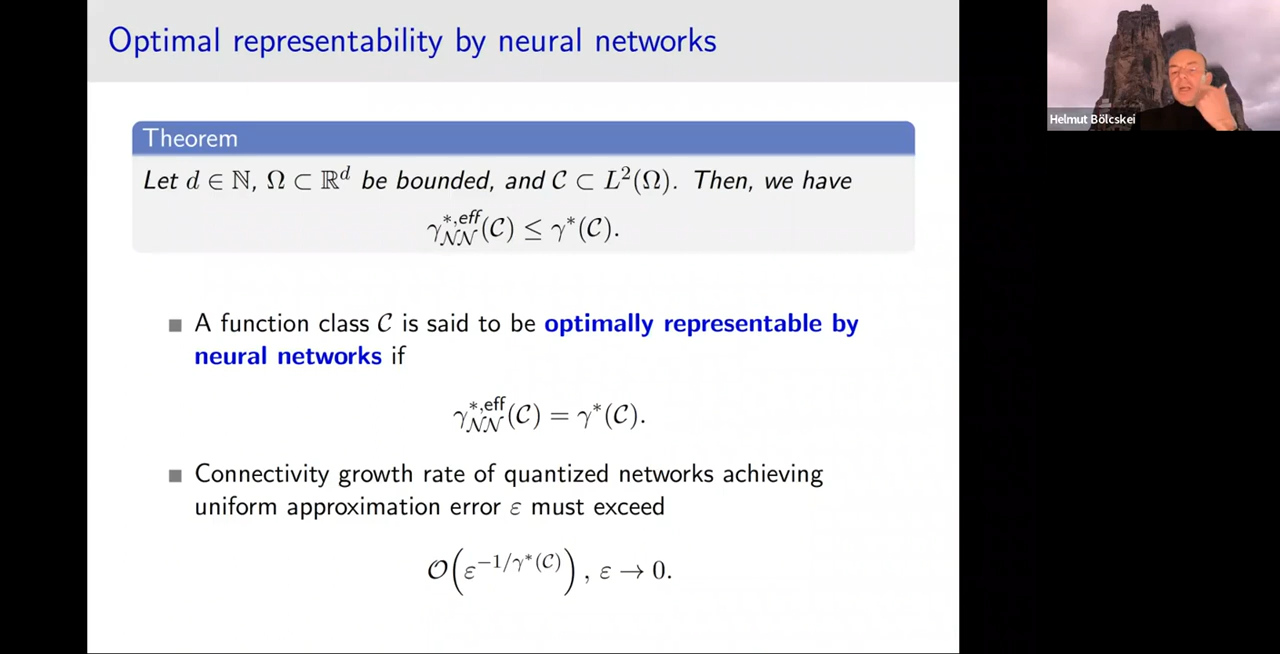 Optimal representability by neural networks
Helmut Bölcskei
Theorem
Let d ∈ ℕ, Ω ⊂ ℝ^d be bounded, and 𝒞 ⊂ L²(Ω). Then, we have
γ^{*,eff}_{𝒩𝒩}(𝒞) ≤ γ*(𝒞).
■ A function class 𝒞 is said to be optimally representable by
neural networks if
γ^{*,eff}_{𝒩𝒩}(𝒞) = γ*(𝒞).
■ Connectivity growth rate of quantized networks achieving
uniform approximation error ε must exceed
𝒪(ε^{-1/γ*(𝒞)}), ε → 0.